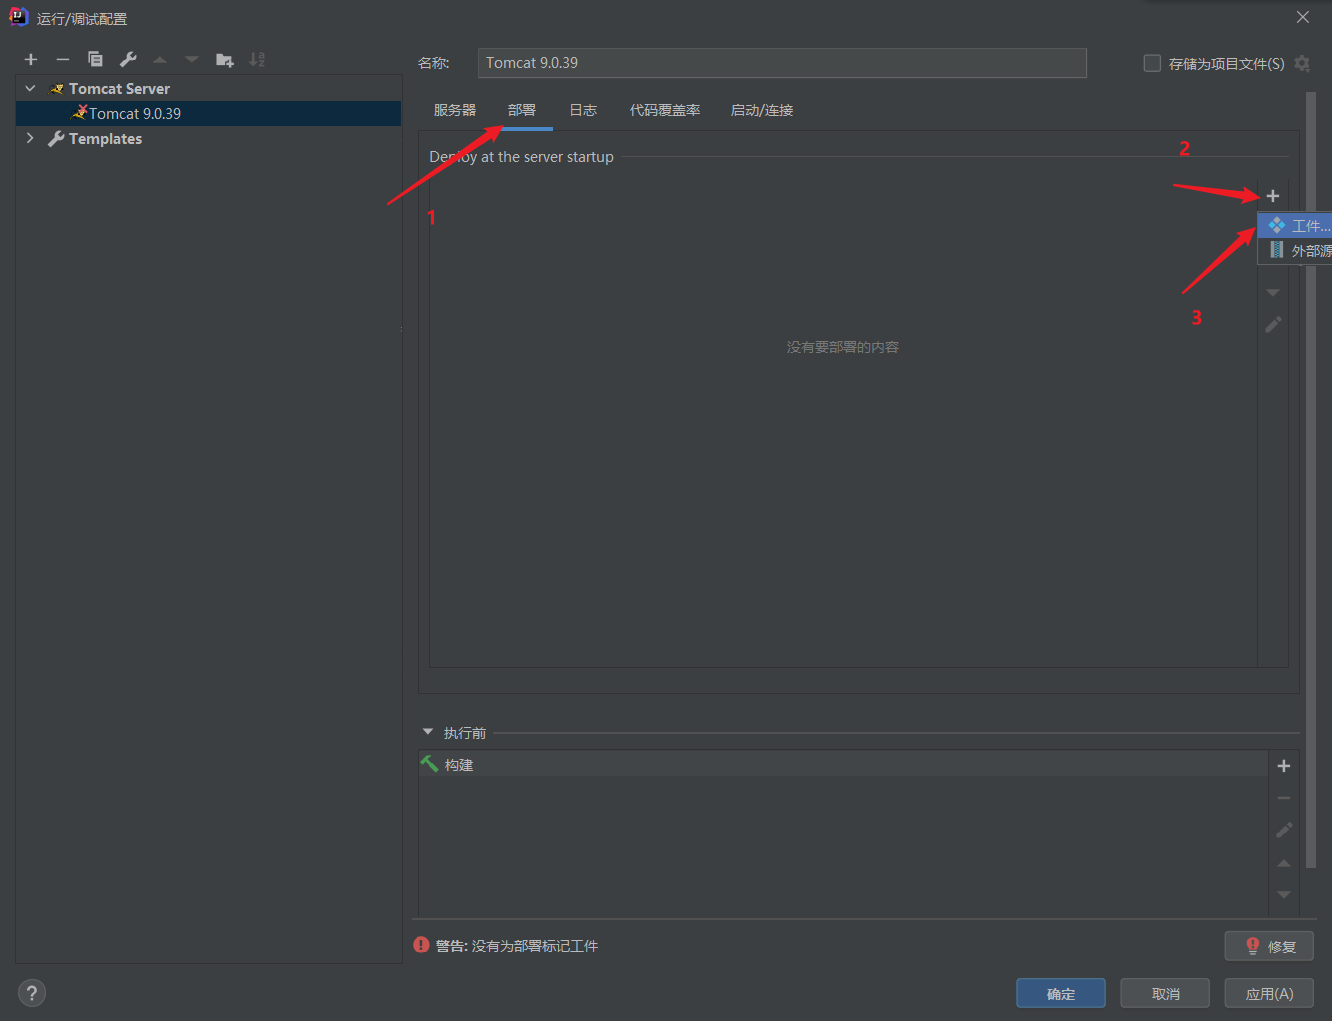 运行/调试配置
名称:
Tomcat 9.0.39
存储为项目文件(S)
Tomcat Server
Tomcat 9.0.39
Templates
服务器
部署
日志
代码覆盖率
启动/连接
Deploy at the server startup
1
2
工件...
外部源
3
没有要部署的内容
执行前
构建
警告: 没有为部署标记工件
修复
?
确定
取消
应用(A)